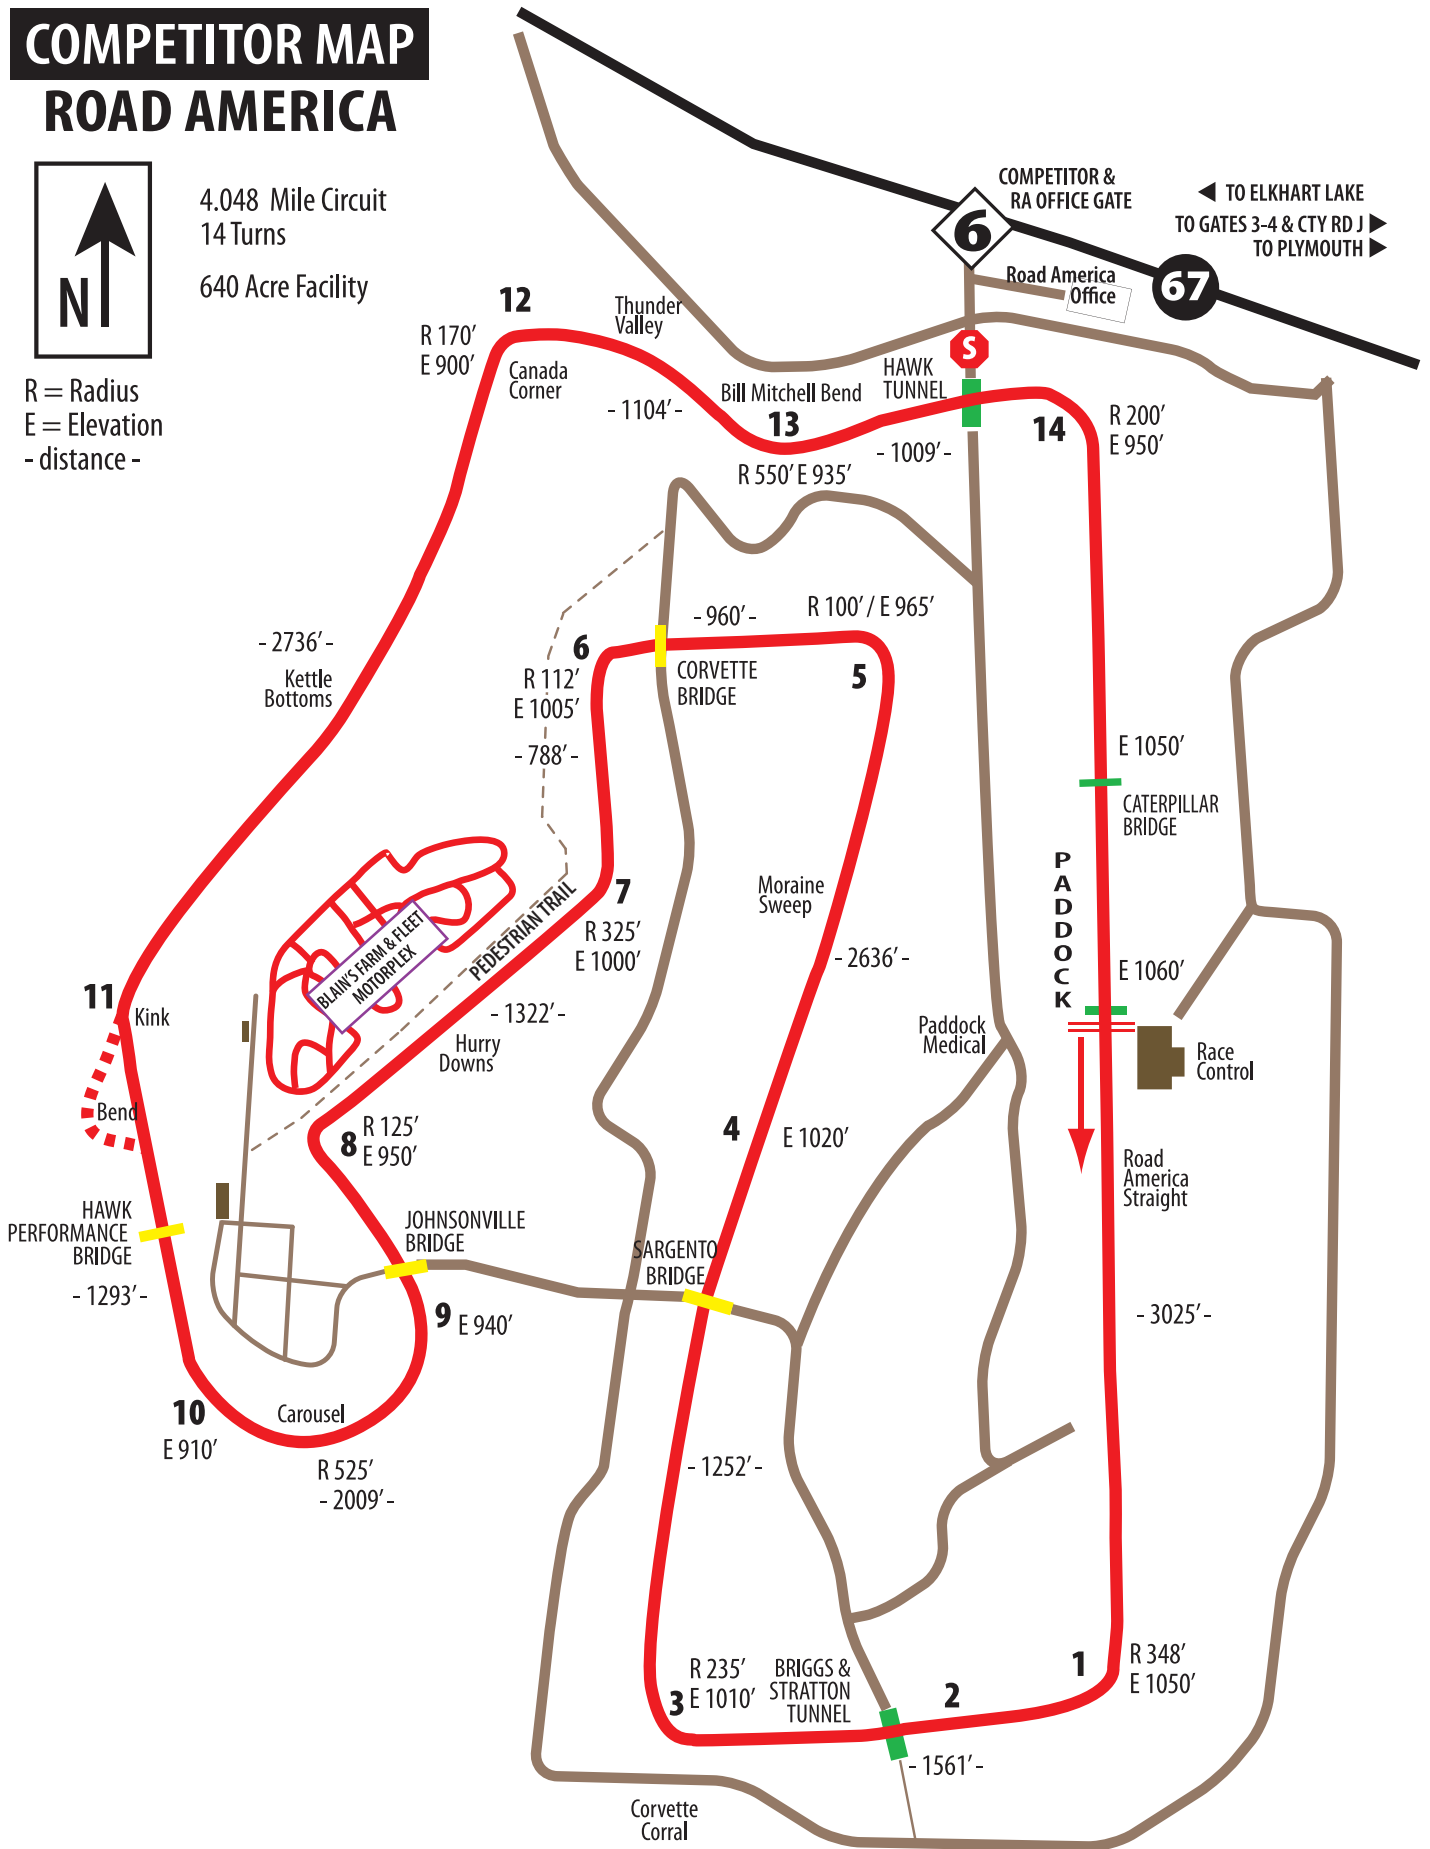 COMPETITOR MAP
ROAD AMERICA
N
4.048 Mile Circuit
14 Turns
640 Acre Facility
R = Radius
E = Elevation
- distance -
COMPETITOR &
RA OFFICE GATE
6
TO ELKHART LAKE
TO GATES 3-4 & CTY RD J
TO PLYMOUTH
67
Road America
Office
S
HAWK
TUNNEL
12
R 170′
E 900′
Canada
Corner
Thunder
Valley
- 1104′ -
Bill Mitchell Bend
13
R 550′ E 935′
- 1009′ -
14
R 200′
E 950′
- 2736′ -
Kettle
Bottoms
6
R 112′
E 1005′
- 788′ -
- 960′ -
CORVETTE
BRIDGE
R 100′ / E 965′
5
E 1050′
CATERPILLAR
BRIDGE
PADDOCK
E 1060′
Race
Control
Moraine
Sweep
- 2636′ -
Paddock
Medical
7
R 325′
E 1000′
PEDESTRIAN TRAIL
BLAIN'S FARM & FLEET
MOTORPLEX
- 1322′ -
Hurry
Downs
11
Kink
Bend
8
R 125′
E 950′
4
E 1020′
Road
America
Straight
HAWK
PERFORMANCE
BRIDGE
- 1293′ -
JOHNSONVILLE
BRIDGE
SARGENTO
BRIDGE
9
E 940′
- 3025′ -
10
E 910′
Carousel
R 525′
- 2009′ -
- 1252′ -
3
R 235′
E 1010′
BRIGGS &
STRATTON
TUNNEL
2
1
R 348′
E 1050′
- 1561′ -
Corvette
Corral